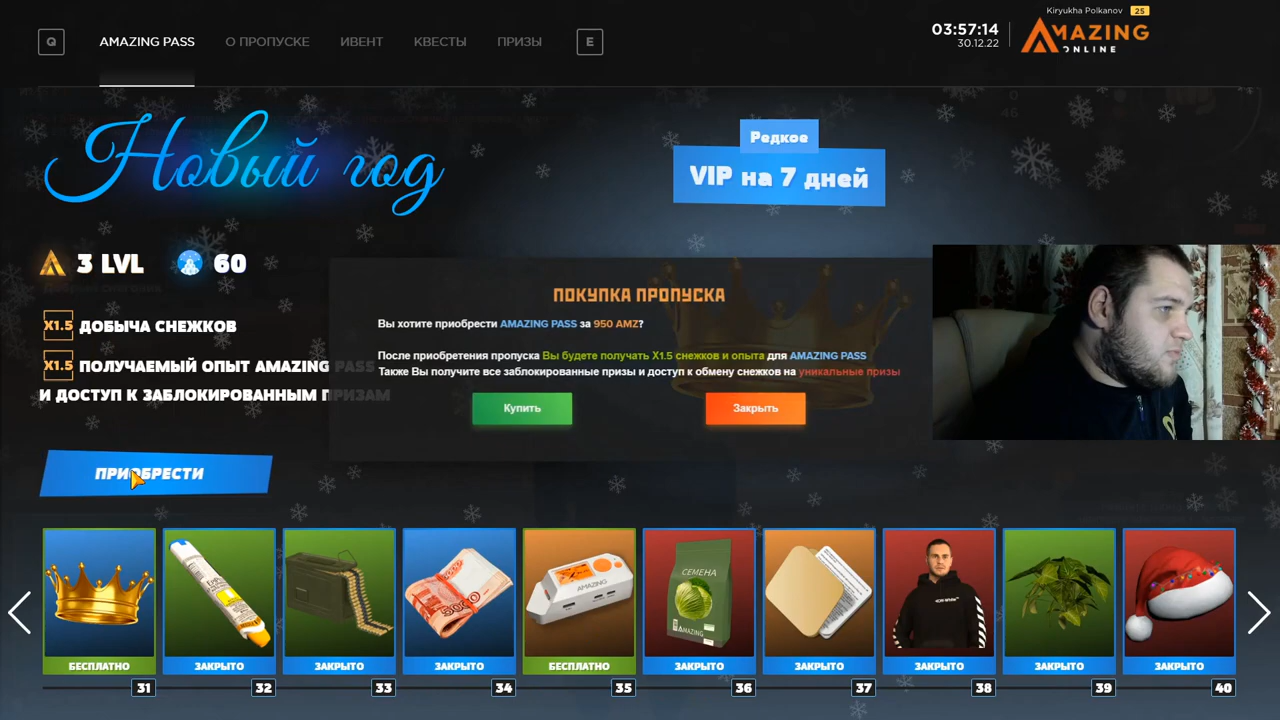 Kiryukha Polkanov 25
Q AMAZING PASS О ПРОПУСКЕ ИВЕНТ КВЕСТЫ ПРИЗЫ E
03:57:14
30.12.22
AMAZING
ONLINE
Новый год
Редкое
VIP на 7 дней
3 LVL 60
X1.5 ДОБЫЧА СНЕЖКОВ
X1.5 ПОЛУЧАЕМЫЙ ОПЫТ AMAZING PASS
И ДОСТУП К ЗАБЛОКИРОВАННЫМ ПРИЗАМ
ПОКУПКА ПРОПУСКА
Вы хотите приобрести AMAZING PASS за 950 AMZ?
После приобретения пропуска Вы будете получать X1.5 снежков и опыта для AMAZING PASS
Также Вы получите все заблокированные призы и доступ к обмену снежков на уникальные призы
Купить Закрыть
ПРИОБРЕСТИ
СЕМЕНА
AMAZING
AMAZING
5000
БЕСПЛАТНО ЗАКРЫТО ЗАКРЫТО ЗАКРЫТО БЕСПЛАТНО ЗАКРЫТО ЗАКРЫТО ЗАКРЫТО ЗАКРЫТО ЗАКРЫТО
31 32 33 34 35 36 37 38 39 40